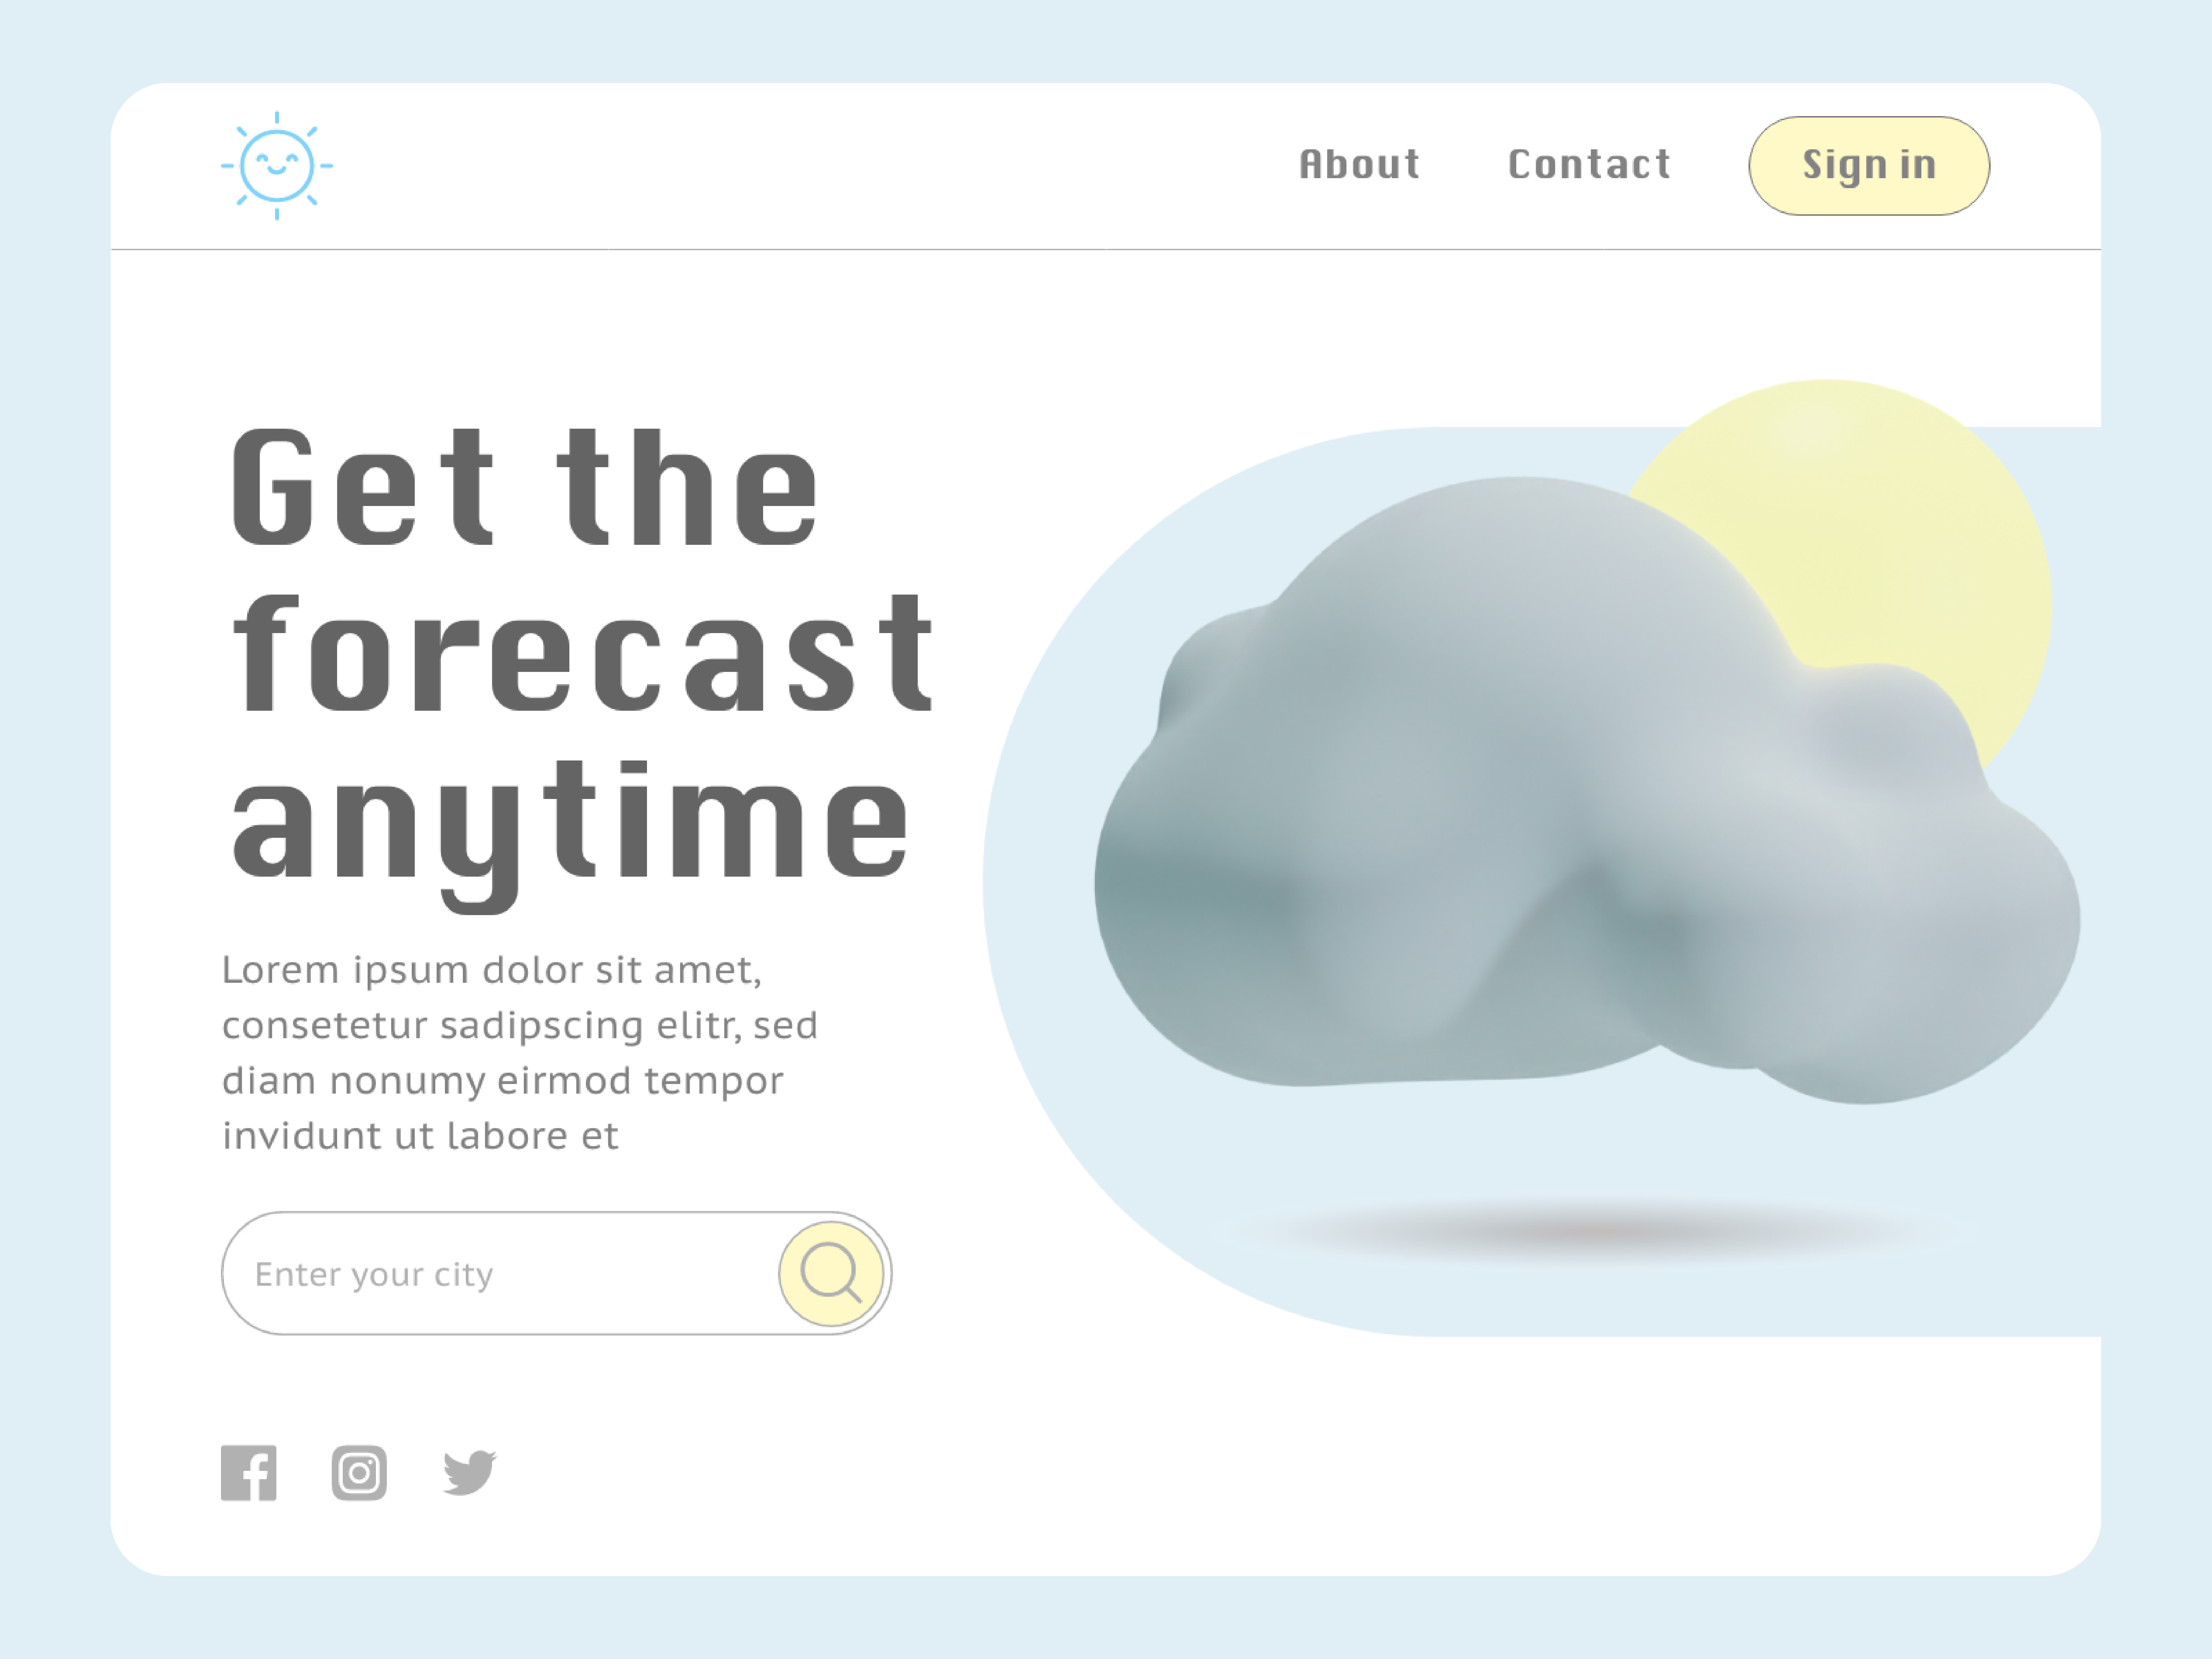 About
Contact
Sign in
Get the
forecast
anytime
Lorem ipsum dolor sit amet,
consetetur sadipscing elitr, sed
diam nonumy eirmod tempor
invidunt ut labore et
Enter your city